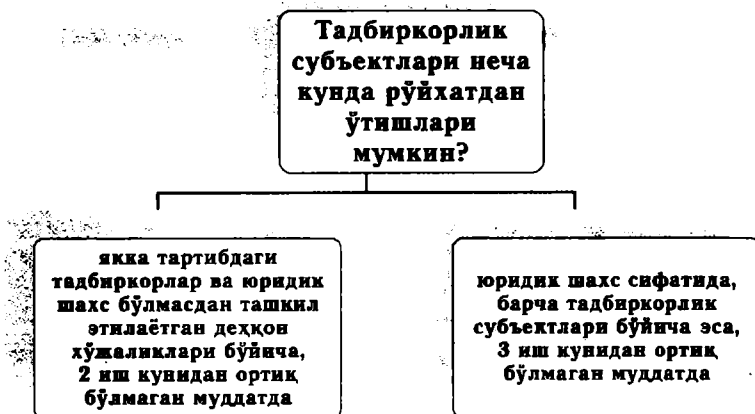 Тадбиркорлик
субъектлари неча
кунда рўйхатдан
ўтишлари
мумкин?
якка тартибдаги
тадбиркорлар ва юридик
шахс бўлмасдан ташкил
этилаётган деҳқон
хўжаликлари бўйича,
2 иш кунидан ортиқ
бўлмаган муддатда
юридик шахс сифатида,
барча тадбиркорлик
субъектлари бўйича эса,
3 иш кунидан ортиқ
бўлмаган муддатда